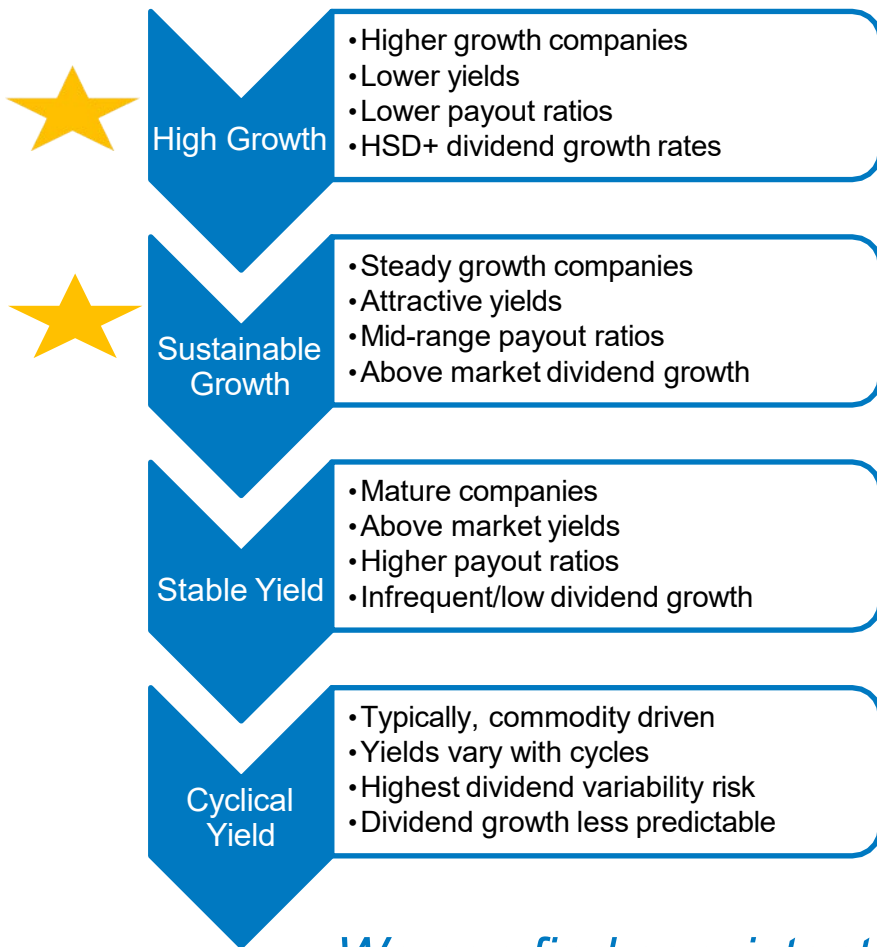 High Growth
•Higher growth companies
•Lower yields
•Lower payout ratios
•HSD+ dividend growth rates
Sustainable
Growth
•Steady growth companies
•Attractive yields
•Mid-range payout ratios
•Above market dividend growth
Stable Yield
•Mature companies
•Above market yields
•Higher payout ratios
•Infrequent/low dividend growth
Cyclical
Yield
•Typically, commodity driven
•Yields vary with cycles
•Highest dividend variability risk
•Dividend growth less predictable